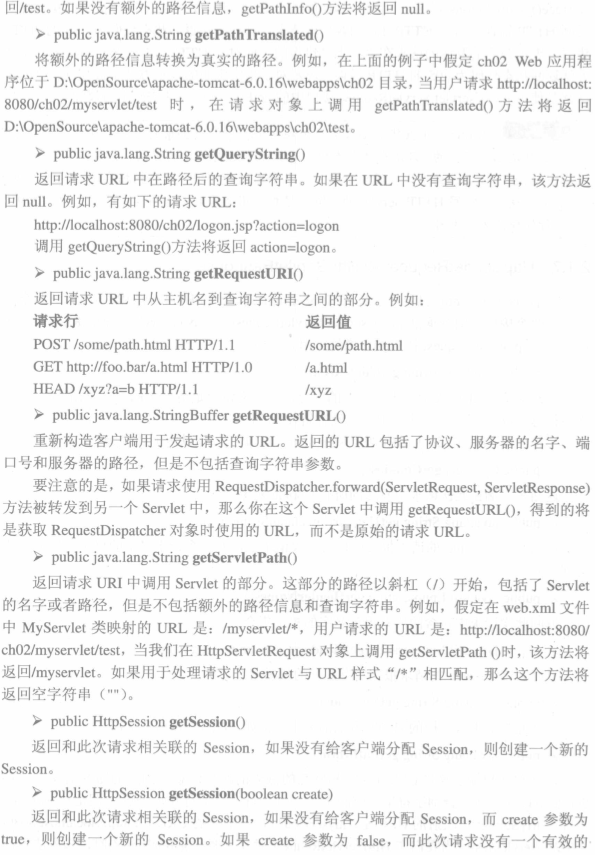 回/test。如果没有额外的路径信息，getPathInfo()方法将返回 null。
➢ public java.lang.String getPathTranslated()
将额外的路径信息转换为真实的路径。例如，在上面的例子中假定 ch02 Web 应用程
序位于 D:\OpenSource\apache-tomcat-6.0.16\webapps\ch02 目录，当用户请求 http://localhost:
8080/ch02/myservlet/test 时，在请求对象上调用 getPathTranslated()方法将返回
D:\OpenSource\apache-tomcat-6.0.16\webapps\ch02\test。
➢ public java.lang.String getQueryString()
返回请求 URL 中在路径后的查询字符串。如果在 URL 中没有查询字符串，该方法返
回 null。例如，有如下的请求 URL：
http://localhost:8080/ch02/logon.jsp?action=logon
调用 getQueryString()方法将返回 action=logon。
➢ public java.lang.String getRequestURI()
返回请求 URL 中从主机名到查询字符串之间的部分。例如：
请求行 返回值
POST /some/path.html HTTP/1.1 /some/path.html
GET http://foo.bar/a.html HTTP/1.0 /a.html
HEAD /xyz?a=b HTTP/1.1 /xyz
➢ public java.lang.StringBuffer getRequestURL()
重新构造客户端用于发起请求的 URL。返回的 URL 包括了协议、服务器的名字、端
口号和服务器的路径，但是不包括查询字符串参数。
要注意的是，如果请求使用 RequestDispatcher.forward(ServletRequest, ServletResponse)
方法被转发到另一个 Servlet 中，那么你在这个 Servlet 中调用 getRequestURL()，得到的将
是获取 RequestDispatcher 对象时使用的 URL，而不是原始的请求 URL。
➢ public java.lang.String getServletPath()
返回请求 URI 中调用 Servlet 的部分。这部分的路径以斜杠（/）开始，包括了 Servlet
的名字或者路径，但是不包括额外的路径信息和查询字符串。例如，假定在 web.xml 文件
中 MyServlet 类映射的 URL 是：/myservlet/*，用户请求的 URL 是：http://localhost:8080/
ch02/myservlet/test，当我们在 HttpServletRequest 对象上调用 getServletPath ()时，该方法将
返回/myservlet。如果用于处理请求的 Servlet 与 URL 样式“/*”相匹配，那么这个方法将
返回空字符串（""）。
➢ public HttpSession getSession()
返回和此次请求相关联的 Session，如果没有给客户端分配 Session，则创建一个新的
Session。
➢ public HttpSession getSession(boolean create)
返回和此次请求相关联的 Session，如果没有给客户端分配 Session，而 create 参数为
true，则创建一个新的 Session。如果 create 参数为 false，而此次请求没有一个有效的